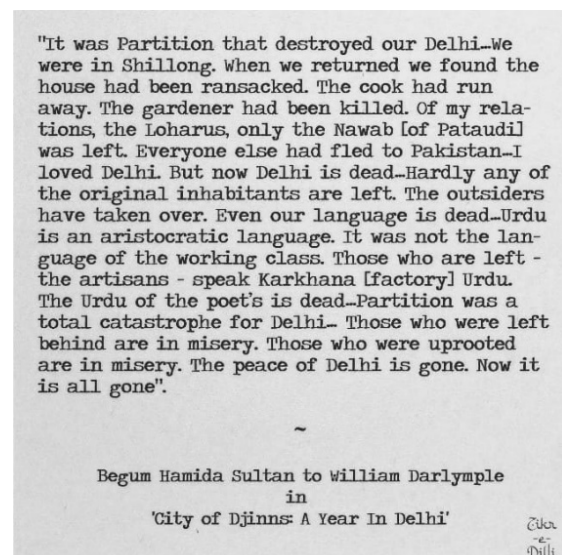 "It was Partition that destroyed our Delhi...We
were in Shillong. When we returned we found the
house had been ransacked. The cook had run
away. The gardener had been killed. Of my rela-
tions, the Loharus, only the Nawab [of Pataudi]
was left. Everyone else had fled to Pakistan...I
loved Delhi. But now Delhi is dead...Hardly any of
the original inhabitants are left. The outsiders
have taken over. Even our language is dead...Urdu
is an aristocratic language. It was not the lan-
guage of the working class. Those who are left -
the artisans - speak Karkhana [factory] Urdu.
The Urdu of the poet's is dead...Partition was a
total catastrophe for Delhi... Those who were left
behind are in misery. Those who were uprooted
are in misery. The peace of Delhi is gone. Now it
is all gone".
~
Begum Hamida Sultan to William Darlymple
in
'City of Djinns: A Year In Delhi'
Zikr
-e-
Dilli